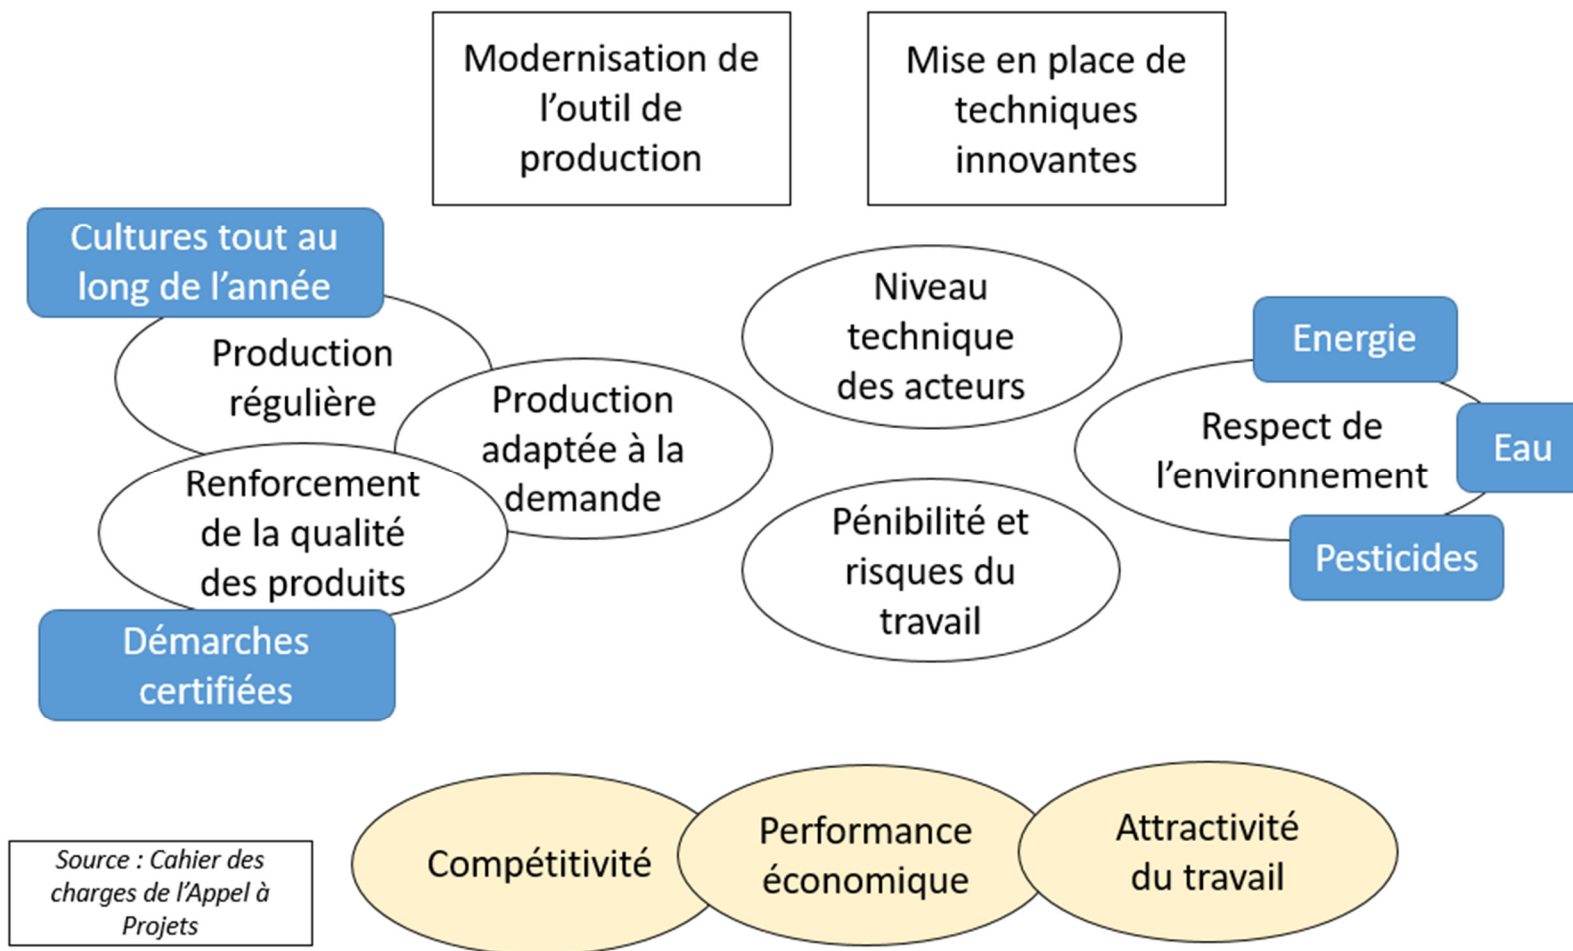 Modernisation de
l’outil de
production
Mise en place de
techniques
innovantes
Cultures tout au
long de l’année
Production
régulière
Production
adaptée à la
demande
Renforcement
de la qualité
des produits
Démarches
certifiées
Niveau
technique
des acteurs
Pénibilité et
risques du
travail
Energie
Respect de
l’environnement
Eau
Pesticides
Compétitivité
Performance
économique
Attractivité
du travail
Source : Cahier des
charges de l’Appel à
Projets